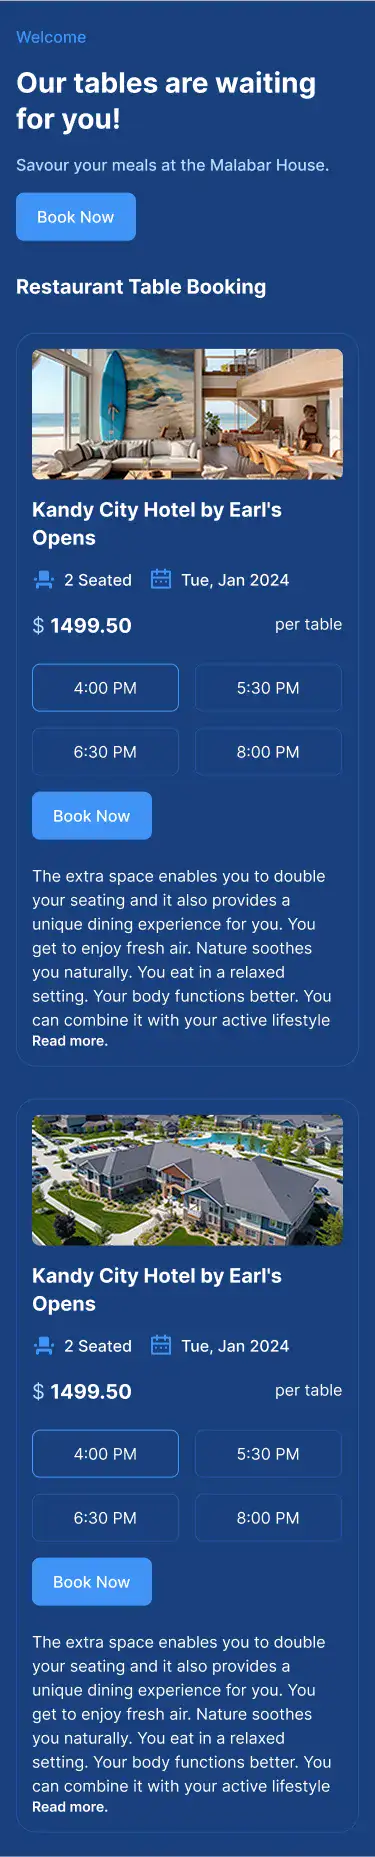 Welcome
Our tables are waiting
for you!
Savour your meals at the Malabar House.
Book Now
Restaurant Table Booking
Kandy City Hotel by Earl's
Opens
2 Seated Tue, Jan 2024
$ 1499.50 per table
4:00 PM 5:30 PM
6:30 PM 8:00 PM
Book Now
The extra space enables you to double
your seating and it also provides a
unique dining experience for you. You
get to enjoy fresh air. Nature soothes
you naturally. You eat in a relaxed
setting. Your body functions better. You
can combine it with your active lifestyle
Read more.
Kandy City Hotel by Earl's
Opens
2 Seated Tue, Jan 2024
$ 1499.50 per table
4:00 PM 5:30 PM
6:30 PM 8:00 PM
Book Now
The extra space enables you to double
your seating and it also provides a
unique dining experience for you. You
get to enjoy fresh air. Nature soothes
you naturally. You eat in a relaxed
setting. Your body functions better. You
can combine it with your active lifestyle
Read more.